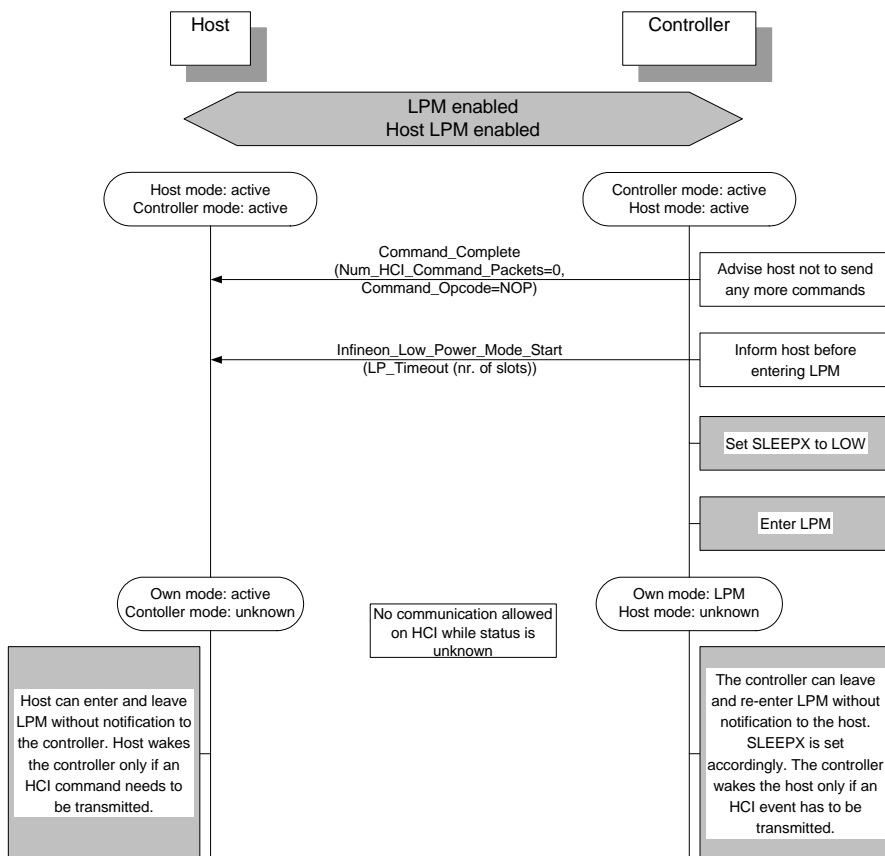 Host
Controller
LPM enabled
Host LPM enabled
Host mode: active
Controller mode: active
Controller mode: active
Host mode: active
Command_Complete
(Num_HCI_Command_Packets=0,
Command_Opcode=NOP)
Advise host not to send
any more commands
Infineon_Low_Power_Mode_Start
(LP_Timeout (nr. of slots))
Inform host before
entering LPM
Set SLEEPX to LOW
Enter LPM
Own mode: active
Contoller mode: unknown
No communication allowed
on HCI while status is
unknown
Own mode: LPM
Host mode: unknown
Host can enter and leave
LPM without notification to
the controller. Host wakes
the controller only if an
HCI command needs to
be transmitted.
The controller can leave
and re-enter LPM without
notification to the host.
SLEEPX is set
accordingly. The controller
wakes the host only if an
HCI event has to be
transmitted.